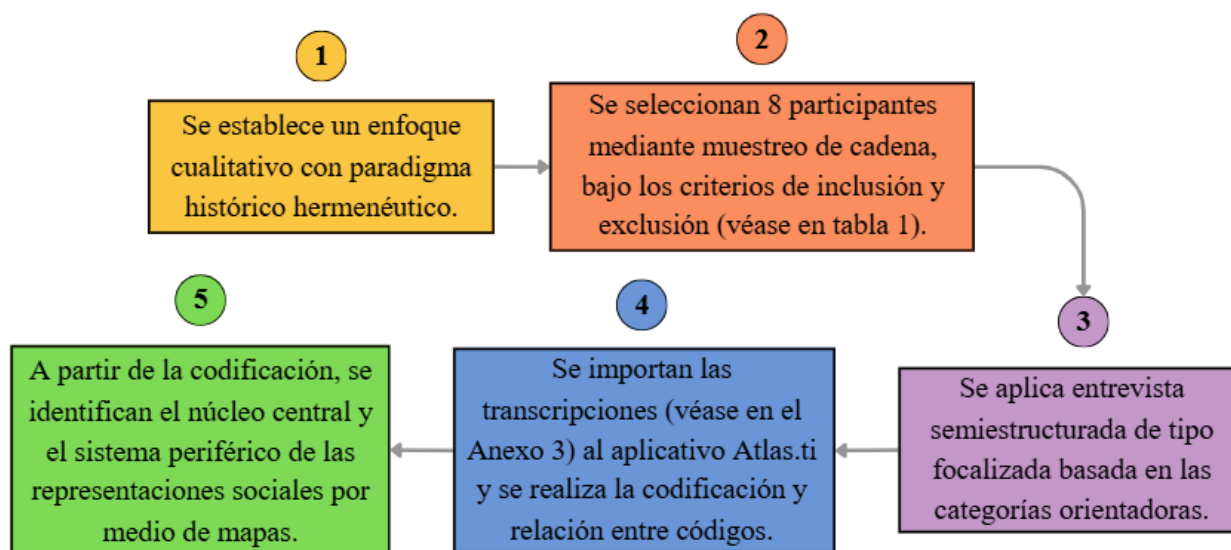 1
Se establece un enfoque
cualitativo con paradigma
histórico hermenéutico.
2
Se seleccionan 8 participantes
mediante muestreo de cadena,
bajo los criterios de inclusión y
exclusión (véase en tabla 1).
3
Se aplica entrevista
semiestructurada de tipo
focalizada basada en las
categorías orientadoras.
4
Se importan las
transcripciones (véase en el
Anexo 3) al aplicativo Atlas.ti
y se realiza la codificación y
relación entre códigos.
5
A partir de la codificación, se
identifican el núcleo central y
el sistema periférico de las
representaciones sociales por
medio de mapas.